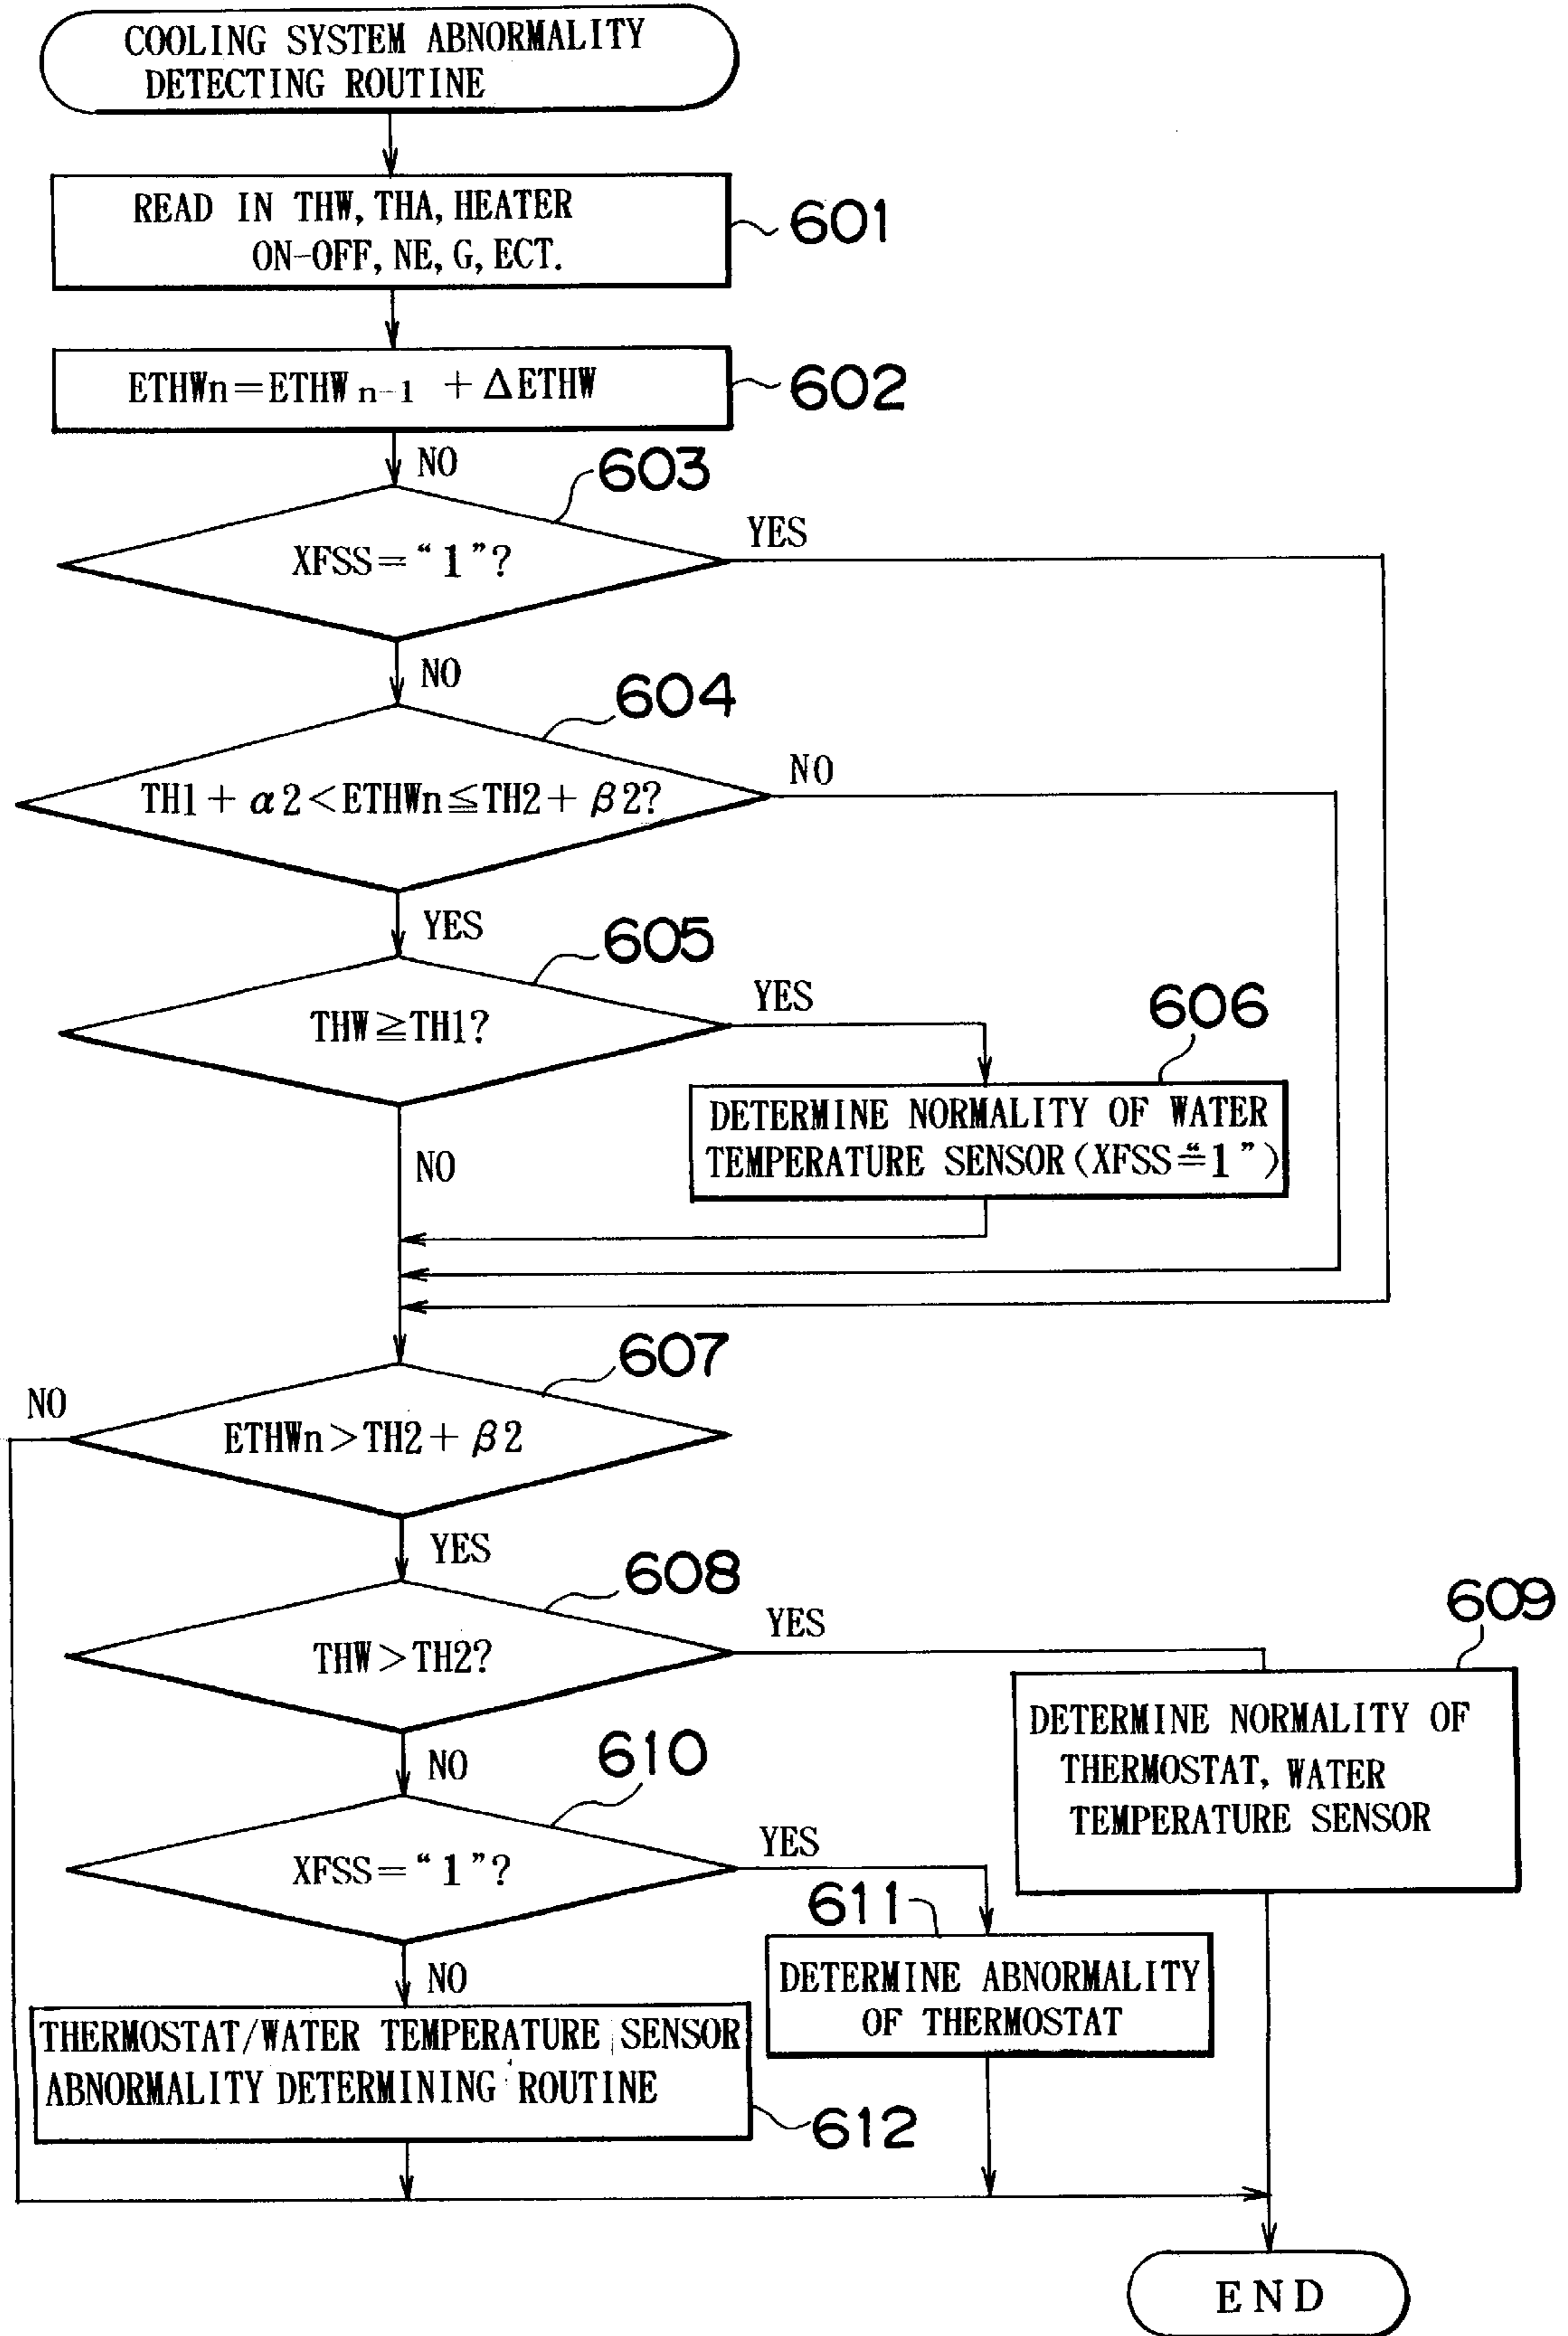 COOLING SYSTEM ABNORMALITY
DETECTING ROUTINE
READ IN THW, THA, HEATER
ON-OFF, NE, G, ECT.
601
ETHWn=ETHW n-1 +ΔETHW
602
NO
603
XFSS=“1”?
YES
NO
604
TH1+α2<ETHWn≦TH2+β2?
NO
YES
605
THW≧TH1?
YES
606
DETERMINE NORMALITY OF WATER
TEMPERATURE SENSOR(XFSS=“1”)
NO
607
NO
ETHWn>TH2+β2
YES
608
THW>TH2?
YES
609
DETERMINE NORMALITY OF
THERMOSTAT, WATER
TEMPERATURE SENSOR
NO
610
XFSS=“1”?
YES
611
DETERMINE ABNORMALITY
OF THERMOSTAT
NO
THERMOSTAT/WATER TEMPERATURE SENSOR
ABNORMALITY DETERMINING ROUTINE
612
END